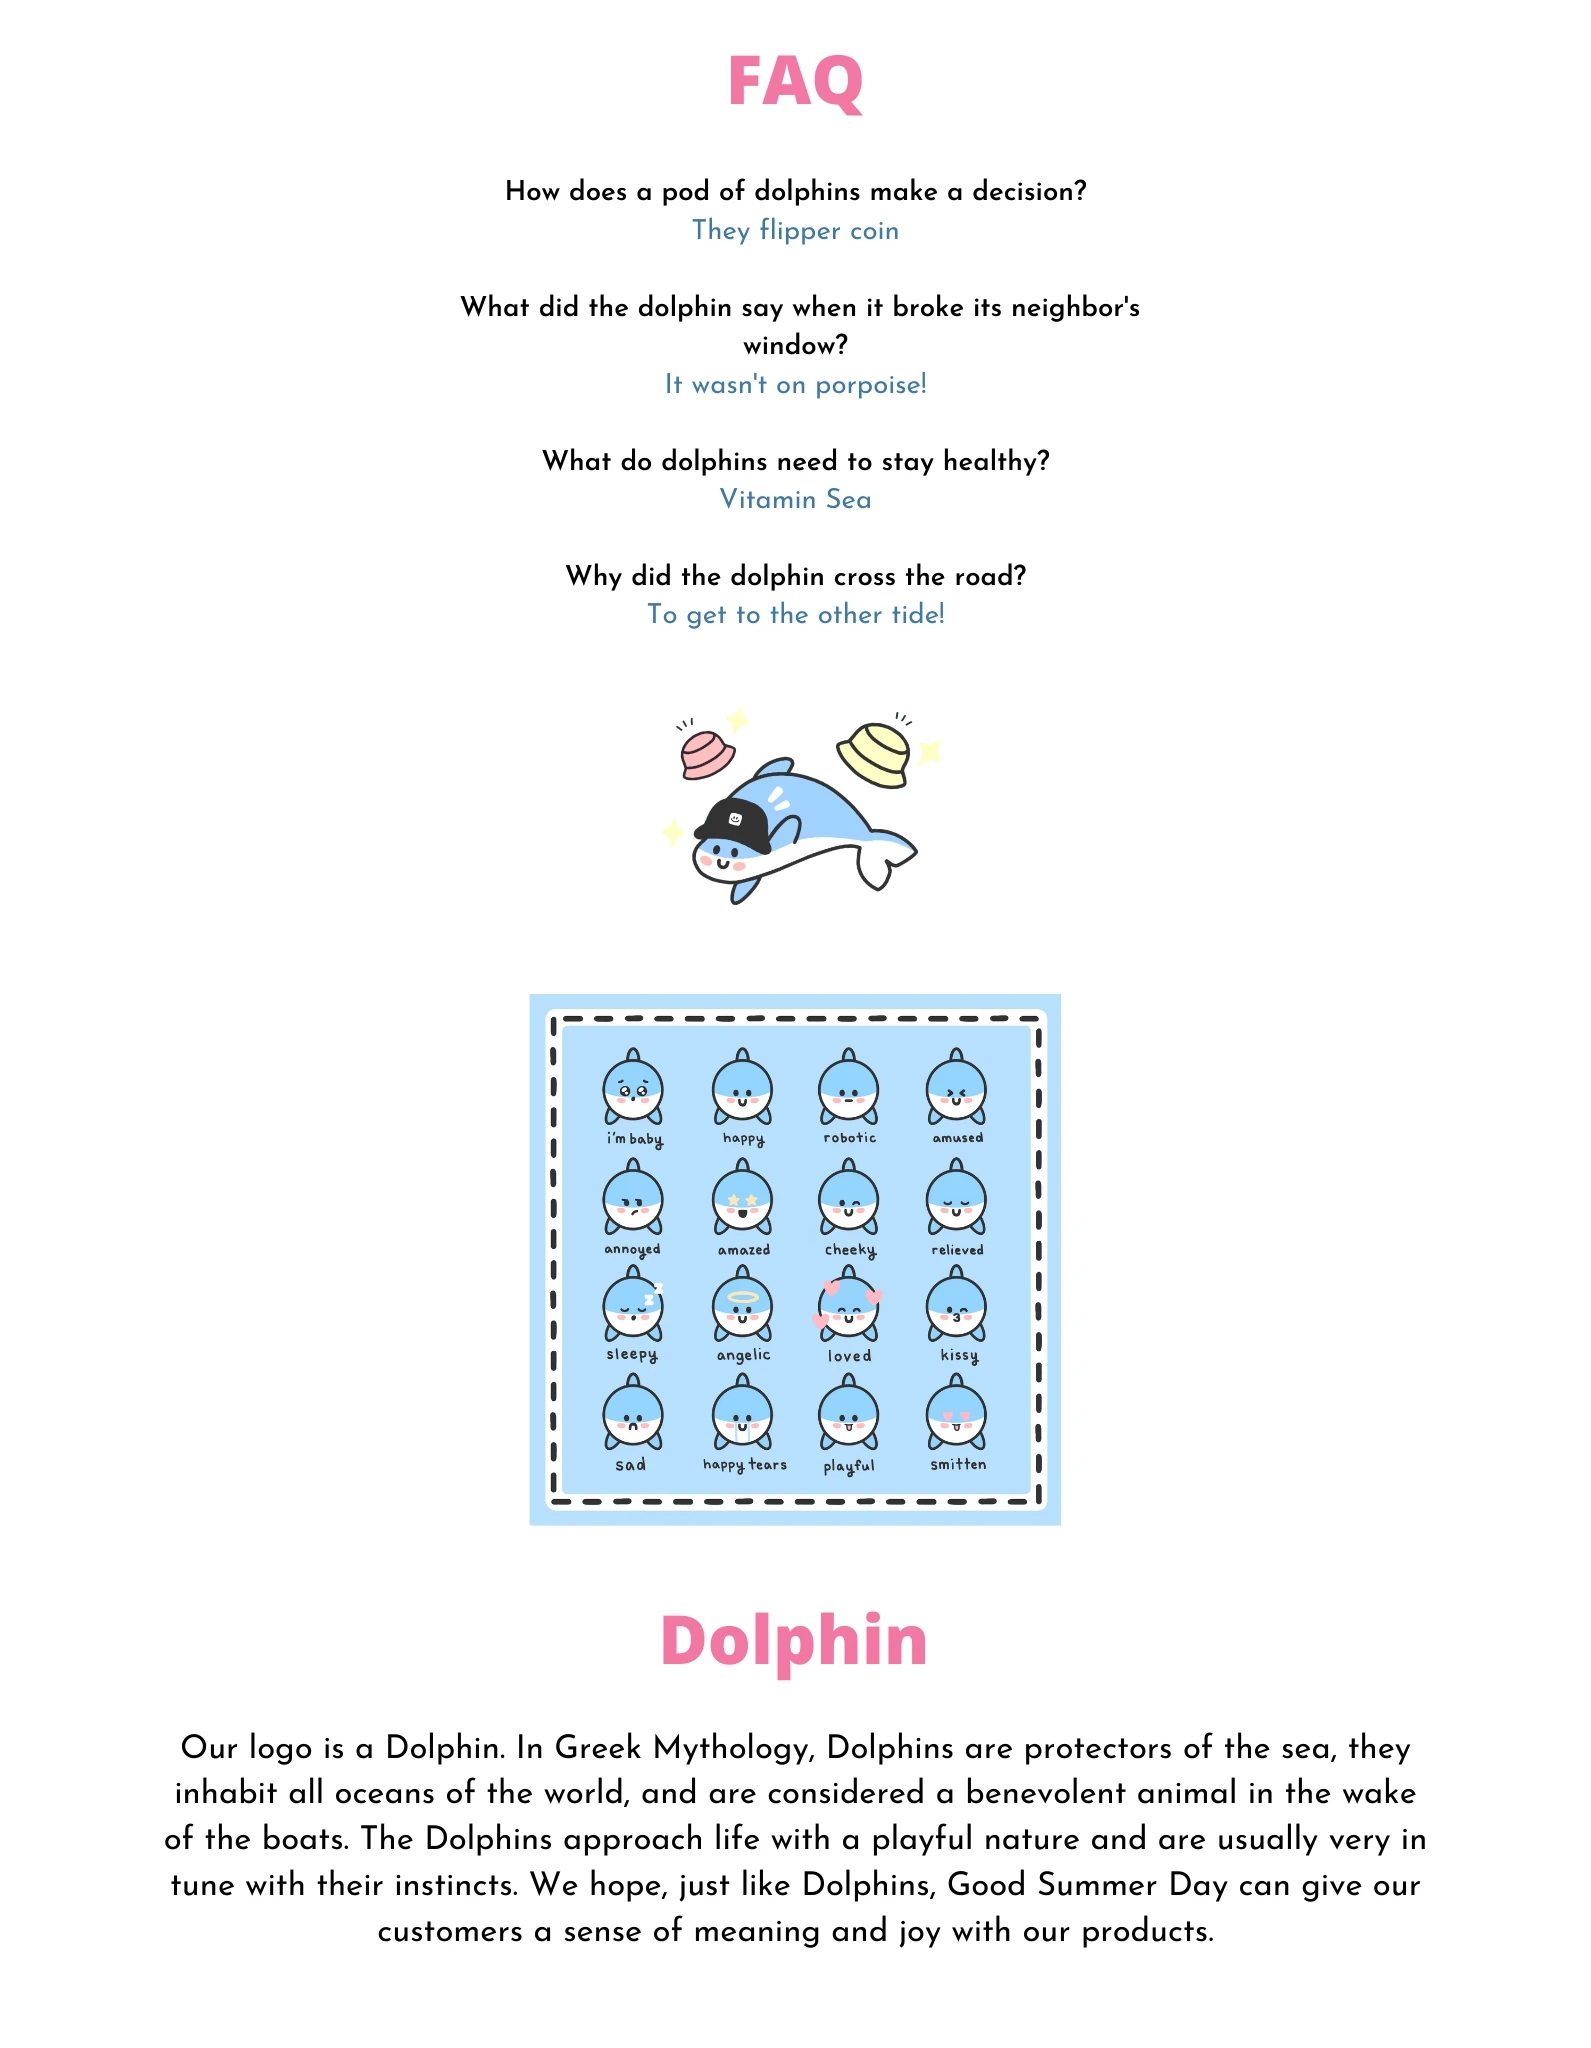 FAQ
How does a pod of dolphins make a decision?
They flipper coin
What did the dolphin say when it broke its neighbor's
window?
It wasn't on porpoise!
What do dolphins need to stay healthy?
Vitamin Sea
Why did the dolphin cross the road?
To get to the other tide!
i'm baby happy robotic amused
annoyed amazed cheeky relieved
z z
sleepy angelic loved kissy
sad happy tears playful smitten
Dolphin
Our logo is a Dolphin. In Greek Mythology, Dolphins are protectors of the sea, they
inhabit all oceans of the world, and are considered a benevolent animal in the wake
of the boats. The Dolphins approach life with a playful nature and are usually very in
tune with their instincts. We hope, just like Dolphins, Good Summer Day can give our
customers a sense of meaning and joy with our products.